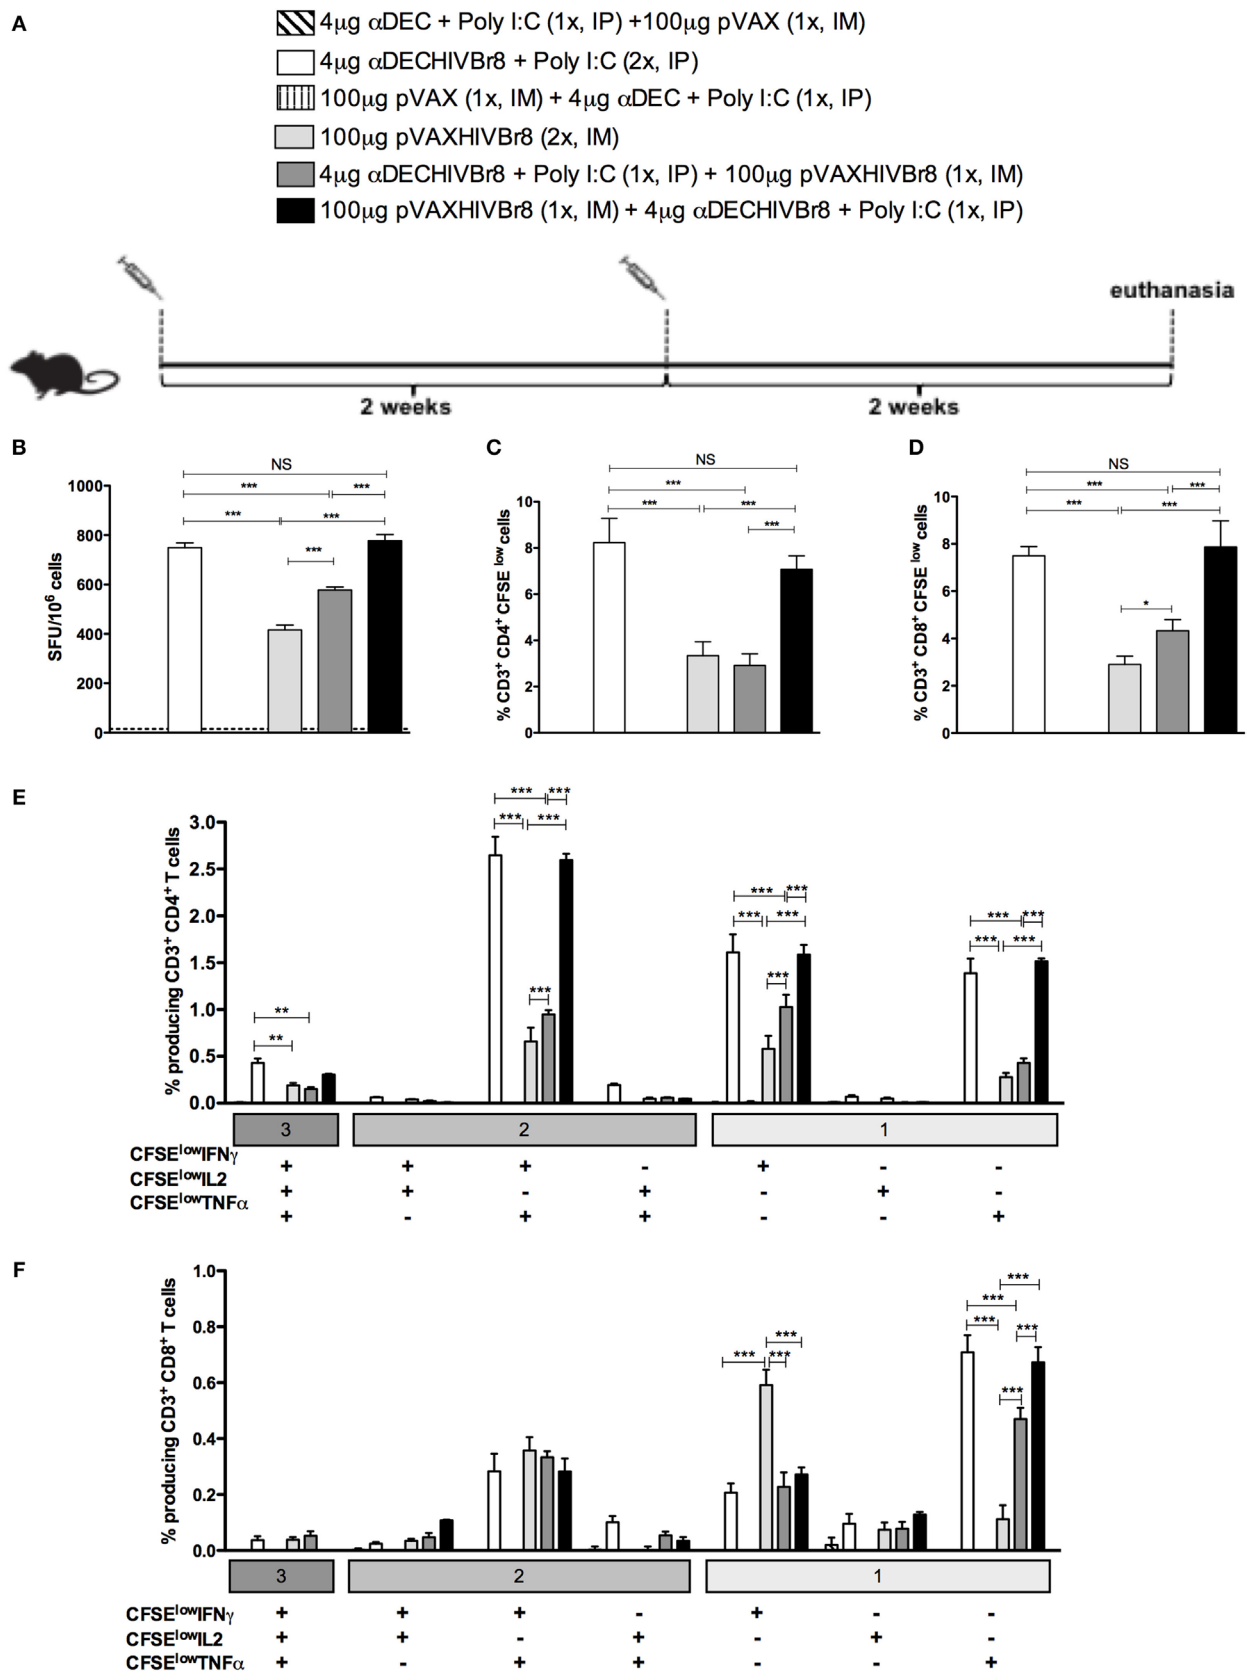 A
4μg αDEC + Poly I:C (1x, IP) +100μg pVAX (1x, IM)
4μg αDECHIVBr8 + Poly I:C (2x, IP)
100μg pVAX (1x, IM) + 4μg αDEC + Poly I:C (1x, IP)
100μg pVAXHIVBr8 (2x, IM)
4μg αDECHIVBr8 + Poly I:C (1x, IP) + 100μg pVAXHIVBr8 (1x, IM)
100μg pVAXHIVBr8 (1x, IM) + 4μg αDECHIVBr8 + Poly I:C (1x, IP)
euthanasia
2 weeks
2 weeks
B
SFU/10⁶ cells
1000
800
600
400
200
0
NS
*** ***
*** ***
***
C
% CD3⁺ CD4⁺ CFSE ˡᵒʷ cells
10
8
6
4
2
0
NS
***
*** ***
***
D
% CD3⁺ CD8⁺ CFSE ˡᵒʷ cells
10
8
6
4
2
0
NS
*** ***
*** ***
*
E
% producing CD3⁺ CD4⁺ T cells
3.0
2.5
2.0
1.5
1.0
0.5
0.0
**
**
*** ***
*** ***
***
*** ***
*** ***
***
*** ***
*** ***
3 2 1
CFSEˡᵒʷIFNγ + + + - + - -
CFSEˡᵒʷIL2 + + - + - + -
CFSEˡᵒʷTNFα + - + + - - +
F
% producing CD3⁺ CD8⁺ T cells
1.0
0.8
0.6
0.4
0.2
0.0
***
*** ***
***
***
*** ***
***
3 2 1
CFSEˡᵒʷIFNγ + + + - + - -
CFSEˡᵒʷIL2 + + - + - + -
CFSEˡᵒʷTNFα + - + + - - +